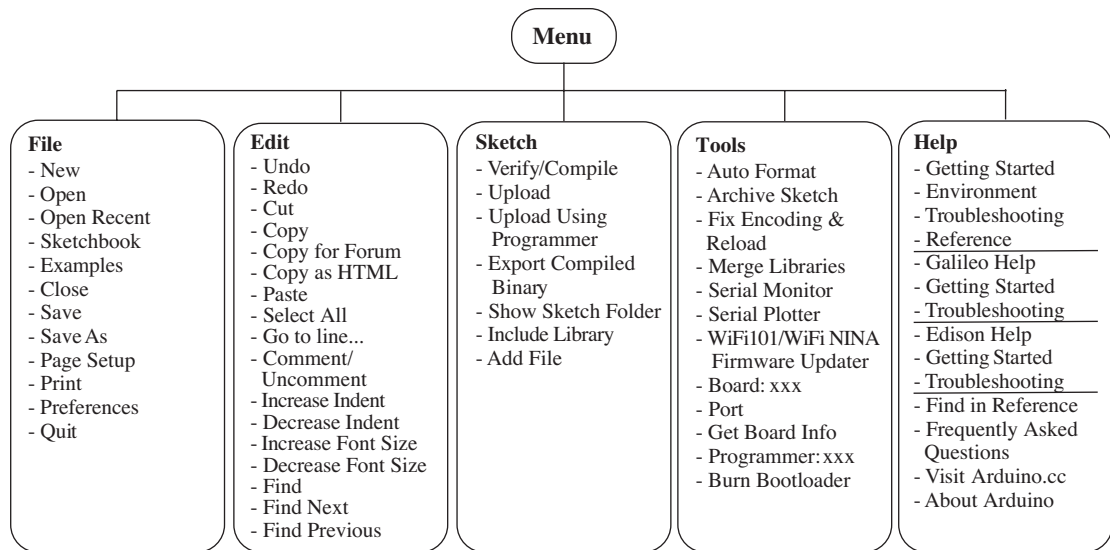 Menu
File
- New
- Open
- Open Recent
- Sketchbook
- Examples
- Close
- Save
- Save As
- Page Setup
- Print
- Preferences
- Quit
Edit
- Undo
- Redo
- Cut
- Copy
- Copy for Forum
- Copy as HTML
- Paste
- Select All
- Go to line...
- Comment/
Uncomment
- Increase Indent
- Decrease Indent
- Increase Font Size
- Decrease Font Size
- Find
- Find Next
- Find Previous
Sketch
- Verify/Compile
- Upload
- Upload Using
Programmer
- Export Compiled
Binary
- Show Sketch Folder
- Include Library
- Add File
Tools
- Auto Format
- Archive Sketch
- Fix Encoding &
Reload
- Merge Libraries
- Serial Monitor
- Serial Plotter
- WiFi101/WiFi NINA
Firmware Updater
- Board: xxx
- Port
- Get Board Info
- Programmer: xxx
- Burn Bootloader
Help
- Getting Started
- Environment
- Troubleshooting
- Reference
- Galileo Help
- Getting Started
- Troubleshooting
- Edison Help
- Getting Started
- Troubleshooting
- Find in Reference
- Frequently Asked
Questions
- Visit Arduino.cc
- About Arduino